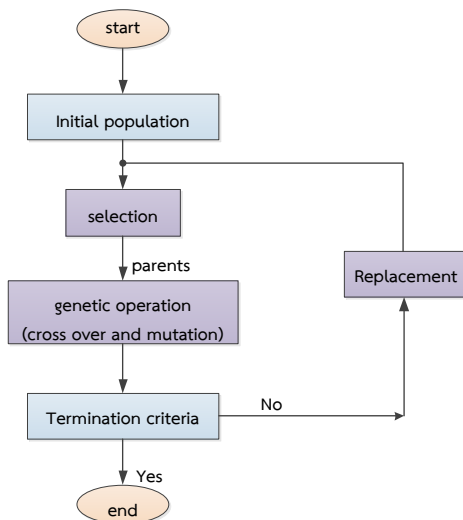 start
Initial population
selection
parents
Replacement
genetic operation
(cross over and mutation)
No
Termination criteria
Yes
end